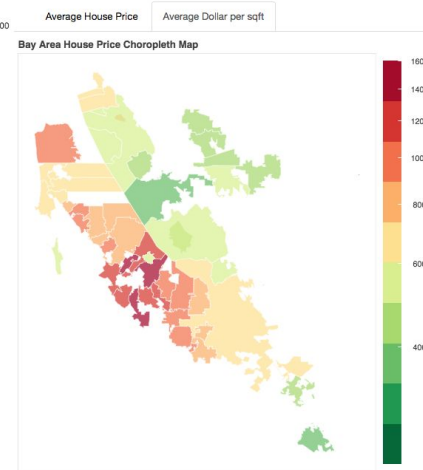 Average House Price
Average Dollar per sqft
00
Bay Area House Price Choropleth Map
160
140
120
100
800
600
400